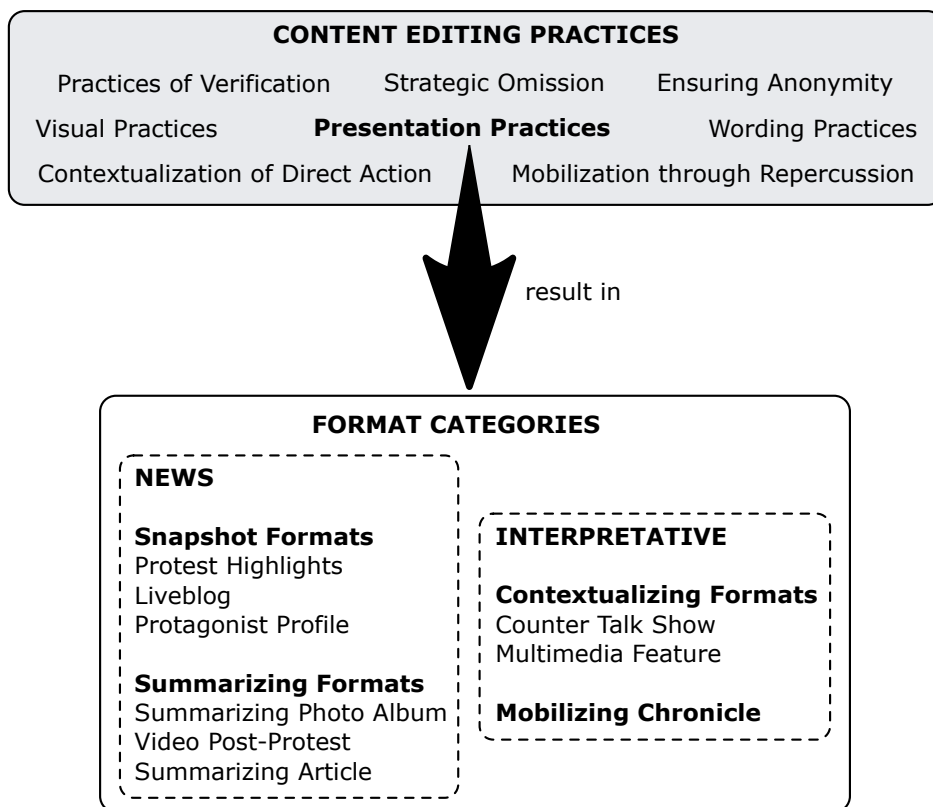 CONTENT EDITING PRACTICES
Practices of Verification Strategic Omission Ensuring Anonymity
Visual Practices Presentation Practices Wording Practices
Contextualization of Direct Action Mobilization through Repercussion
result in
FORMAT CATEGORIES
NEWS
Snapshot Formats
Protest Highlights
Liveblog
Protagonist Profile
Summarizing Formats
Summarizing Photo Album
Video Post-Protest
Summarizing Article
INTERPRETATIVE
Contextualizing Formats
Counter Talk Show
Multimedia Feature
Mobilizing Chronicle